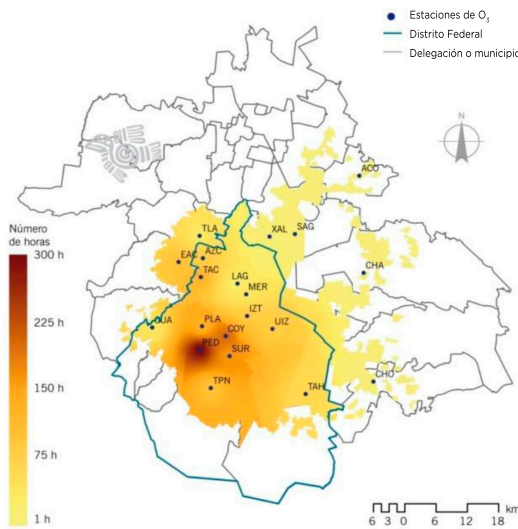 Estaciones de O3
Distrito Federal
Delegación o municipio
N
ACO
TLA
XAL
SAG
AZC
EAC
TAC
CHA
LAG
MER
IZT
CUA
PLA
UIZ
COY
PED
SUR
TPN
TAH
CHO
Número
de horas
300 h
225 h
150 h
75 h
1 h
km
6 3 0 6 12 18